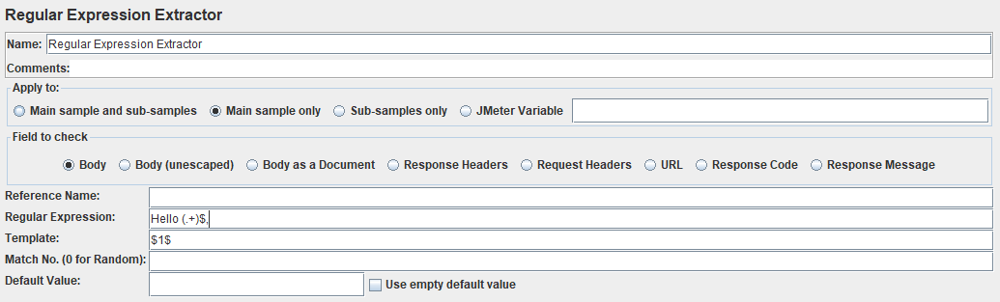 Regular Expression Extractor
Name: Regular Expression Extractor
Comments:
Apply to:
Main sample and sub-samples Main sample only Sub-samples only JMeter Variable
Field to check
Body Body (unescaped) Body as a Document Response Headers Request Headers URL Response Code Response Message
Reference Name:
Regular Expression: Hello (.+)$,
Template: $1$
Match No. (0 for Random):
Default Value: Use empty default value